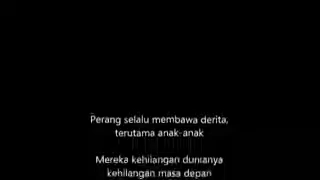 Perang selalu membawa derita,
terutama anak-anak
Mereka kehilangan dunianya
kehilangan masa depan